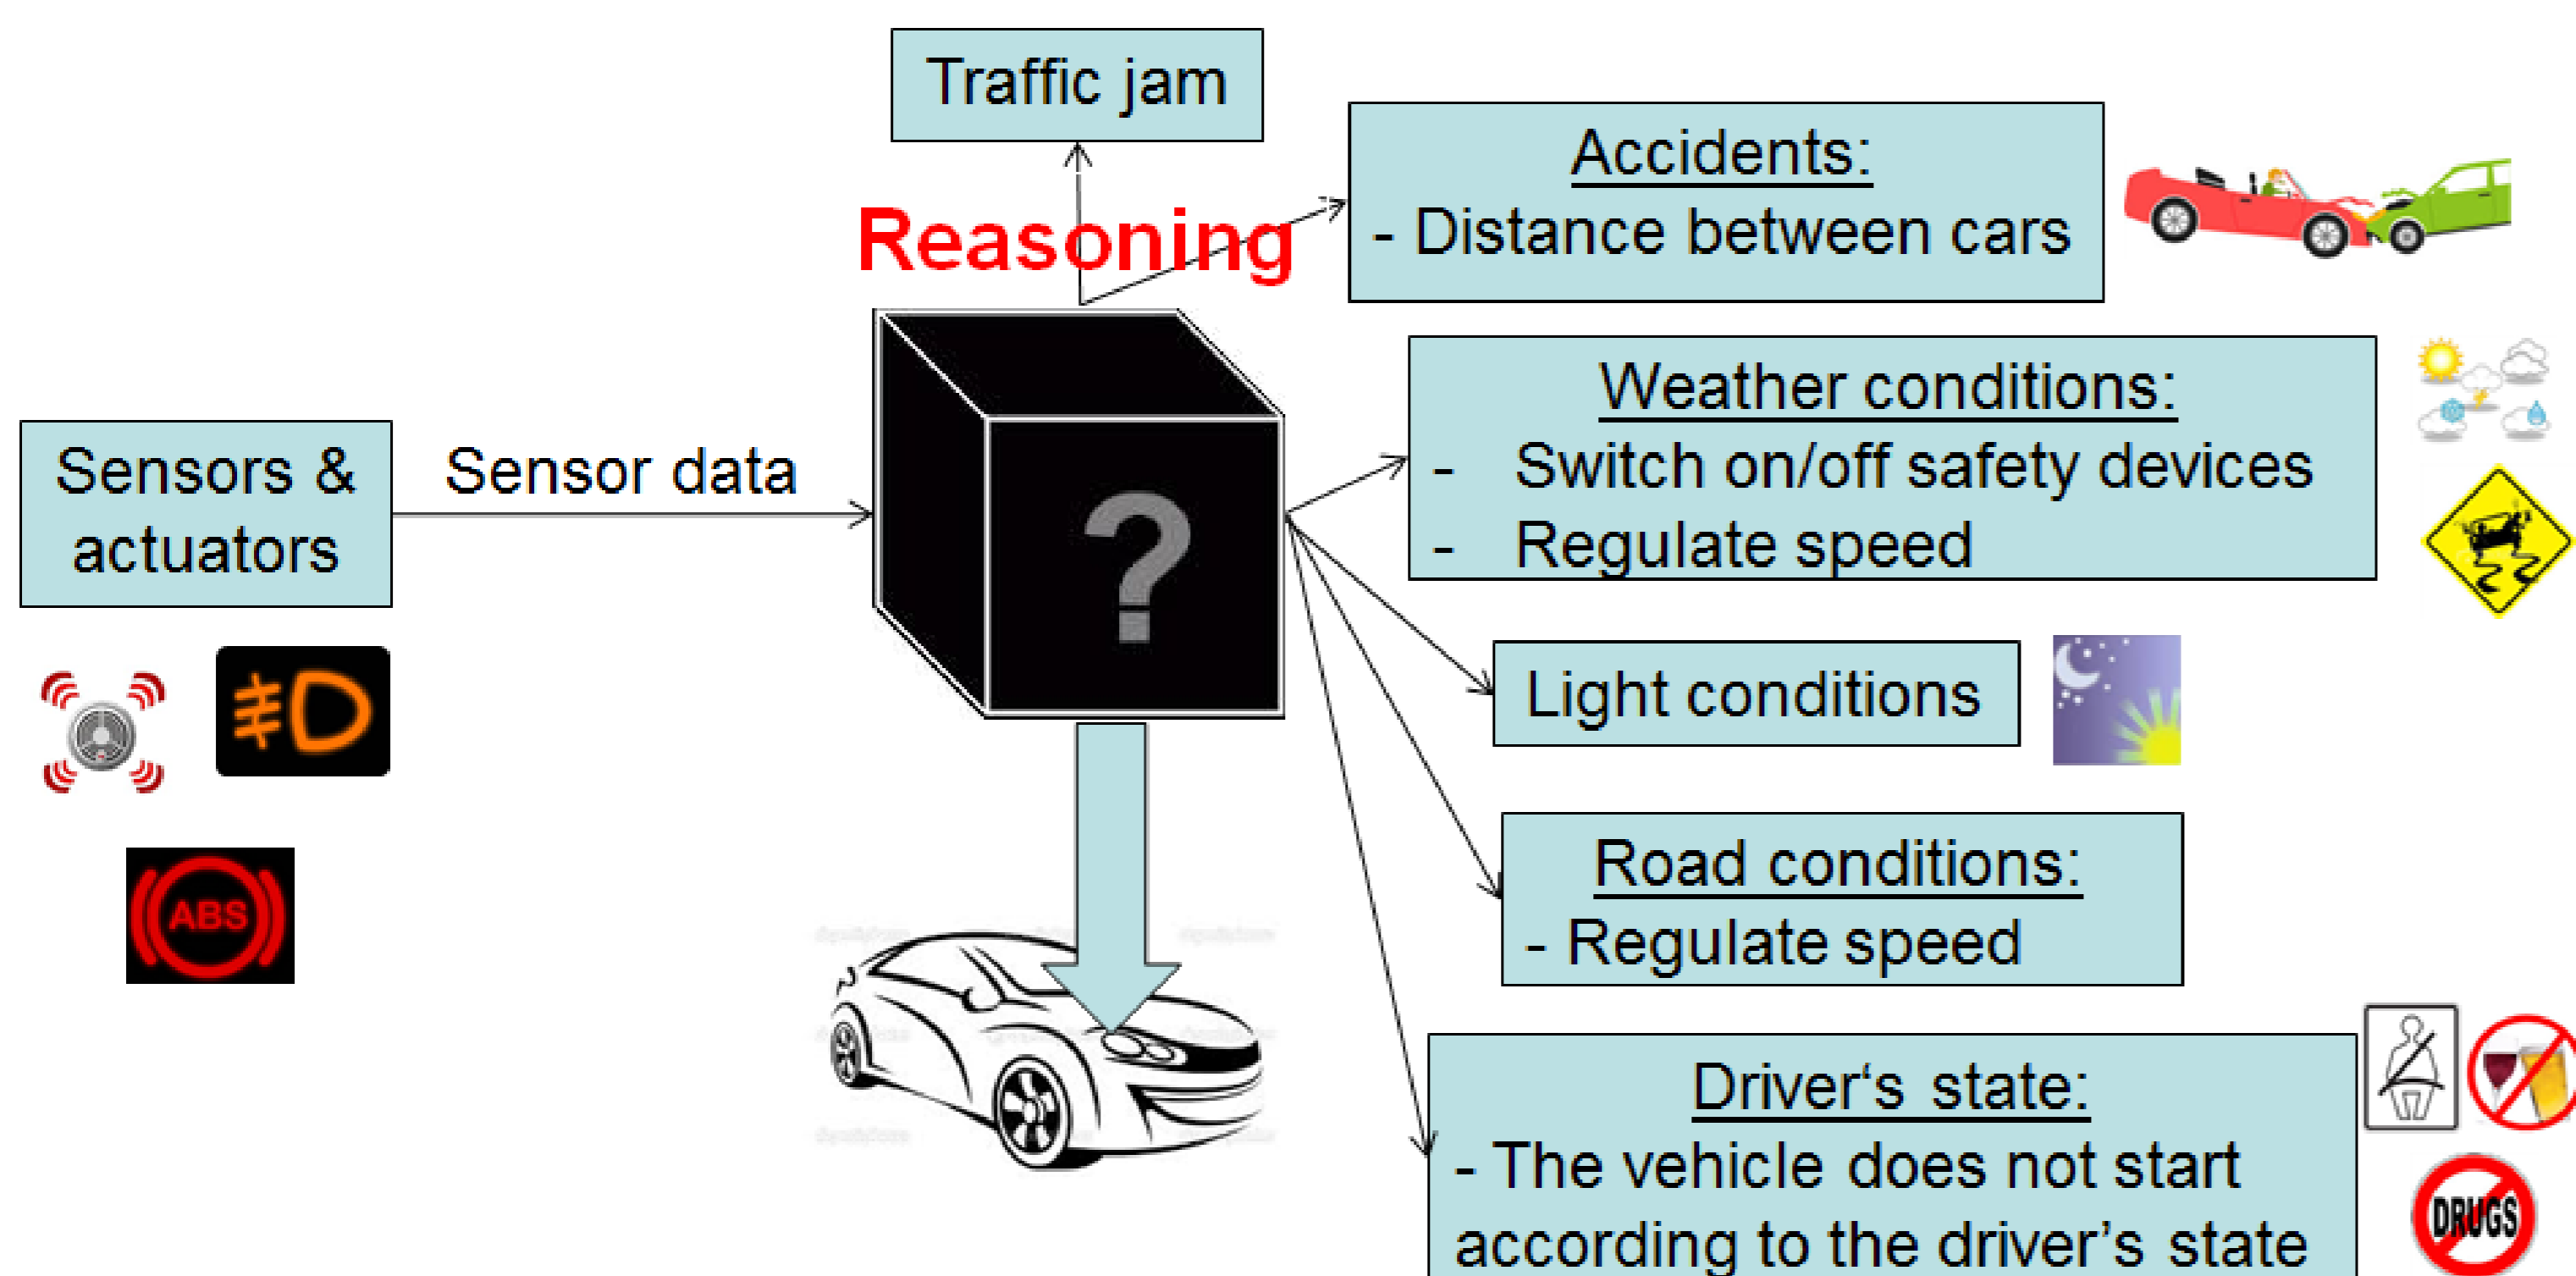 Traffic jam
Accidents:
- Distance between cars
Reasoning
Weather conditions:
- Switch on/off safety devices
- Regulate speed
Sensors &
actuators
Sensor data
?
Light conditions
ABS
Road conditions:
- Regulate speed
Driver‘s state:
- The vehicle does not start
according to the driver’s state
DRUGS